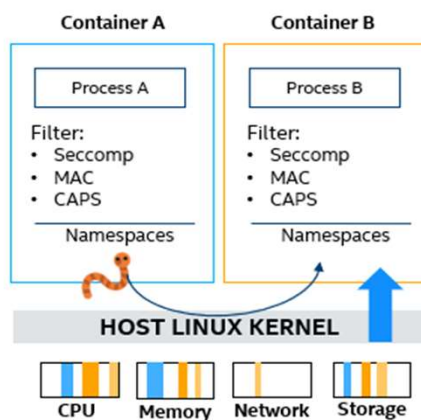 Container A
Container B
Process A
Process B
Filter:
• Seccomp
• MAC
• CAPS
Namespaces
Filter:
• Seccomp
• MAC
• CAPS
Namespaces
HOST LINUX KERNEL
CPU
Memory
Network
Storage